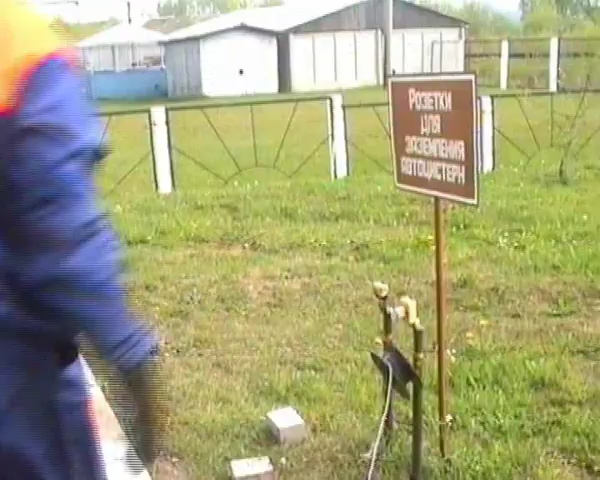 Розетки
для
заземления
автоцистерн